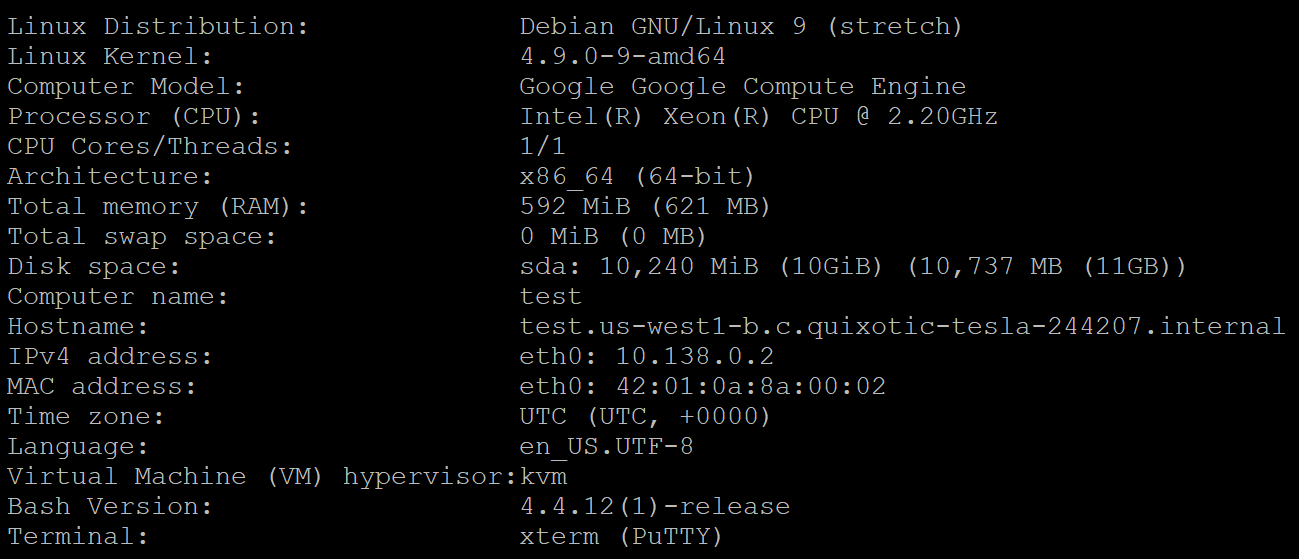 Linux Distribution: Debian GNU/Linux 9 (stretch)
Linux Kernel: 4.9.0-9-amd64
Computer Model: Google Google Compute Engine
Processor (CPU): Intel(R) Xeon(R) CPU @ 2.20GHz
CPU Cores/Threads: 1/1
Architecture: x86_64 (64-bit)
Total memory (RAM): 592 MiB (621 MB)
Total swap space: 0 MiB (0 MB)
Disk space: sda: 10,240 MiB (10GiB) (10,737 MB (11GB))
Computer name: test
Hostname: test.us-west1-b.c.quixotic-tesla-244207.internal
IPv4 address: eth0: 10.138.0.2
MAC address: eth0: 42:01:0a:8a:00:02
Time zone: UTC (UTC, +0000)
Language: en_US.UTF-8
Virtual Machine (VM) hypervisor:kvm
Bash Version: 4.4.12(1)-release
Terminal: xterm (PuTTY)